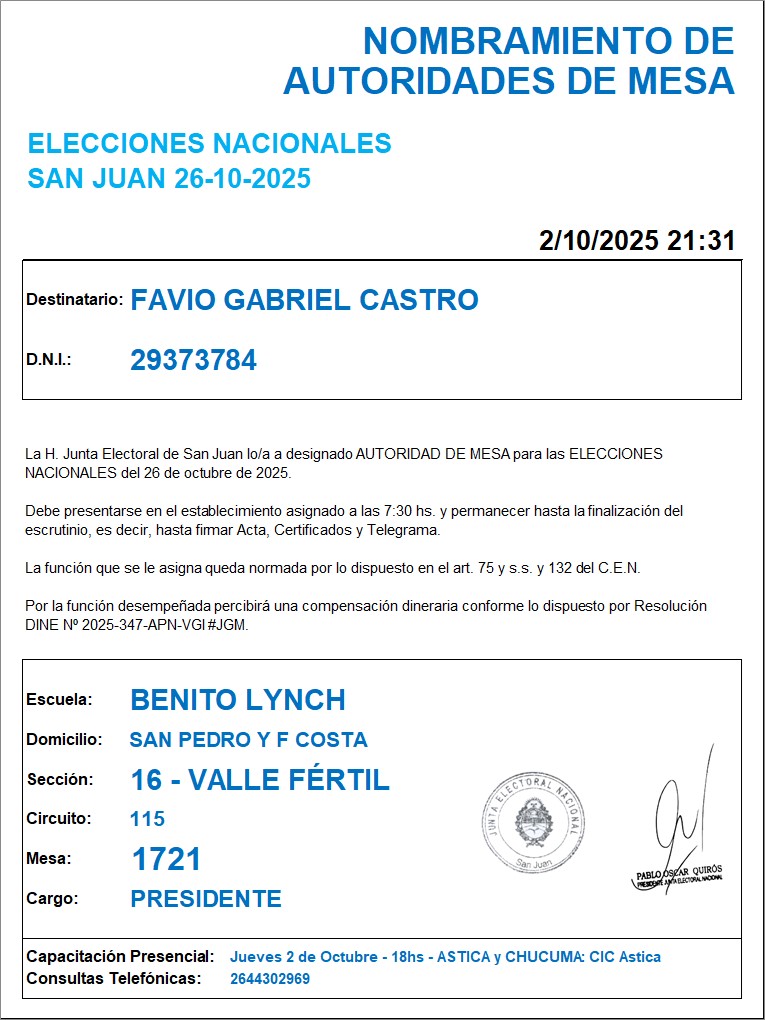 NOMBRAMIENTO DE
AUTORIDADES DE MESA
ELECCIONES NACIONALES
SAN JUAN 26-10-2025
2/10/2025 21:31
Destinatario: FAVIO GABRIEL CASTRO
D.N.I.: 29373784
La H. Junta Electoral de San Juan lo/a a designado AUTORIDAD DE MESA para las ELECCIONES
NACIONALES del 26 de octubre de 2025.
Debe presentarse en el establecimiento asignado a las 7:30 hs. y permanecer hasta la finalización del
escrutinio, es decir, hasta firmar Acta, Certificados y Telegrama.
La función que se le asigna queda normada por lo dispuesto en el art. 75 y s.s. y 132 del C.E.N.
Por la función desempeñada percibirá una compensación dineraria conforme lo dispuesto por Resolución
DINE Nº 2025-347-APN-VGI#JGM.
Escuela: BENITO LYNCH
Domicilio: SAN PEDRO Y F COSTA
Sección: 16 - VALLE FÉRTIL
Circuito: 115
Mesa: 1721
Cargo: PRESIDENTE
JUNTA ELECTORAL NACIONAL
San Juan
PABLO OSCAR QUIRÓS
PRESIDENTE JUNTA ELECTORAL NACIONAL
Capacitación Presencial: Jueves 2 de Octubre - 18hs - ASTICA y CHUCUMA: CIC Astica
Consultas Telefónicas: 2644302969